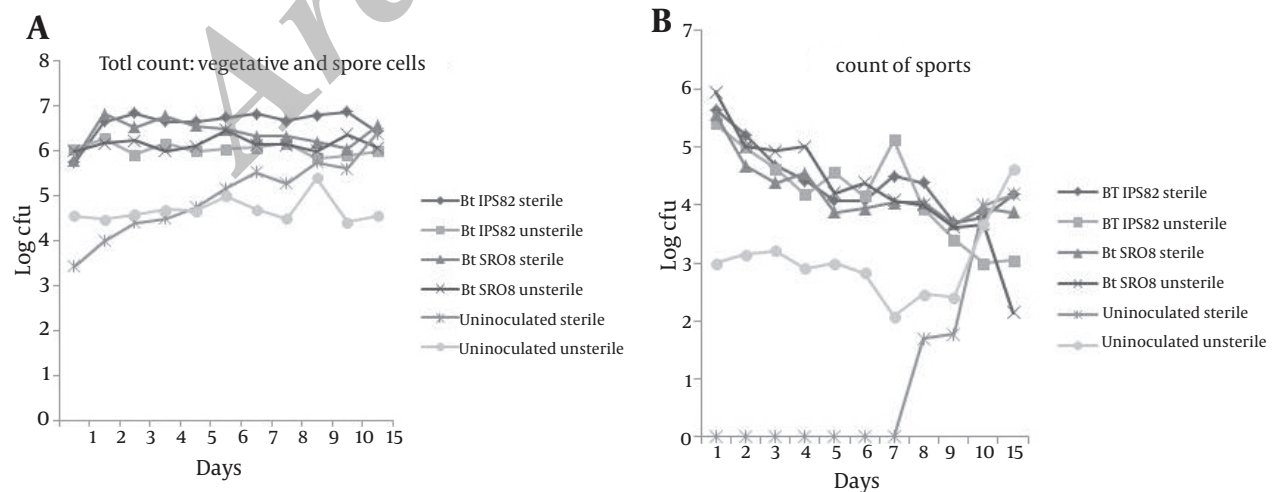 A
Totl count: vegetative and spore cells
8
7
6
5
4
3
2
1
0
Log cfu
1 2 3 4 5 6 7 8 9 10 15
Days
Bt IPS82 sterile
Bt IPS82 unsterile
Bt SRO8 sterile
Bt SRO8 unsterile
Uninoculated sterile
Uninoculated unsterile
Ar
B
count of sports
7
6
5
4
3
2
1
0
Log cfu
1 2 3 4 5 6 7 8 9 10 15
Days
BT IPS82 sterile
BT IPS82 unsterile
Bt SRO8 sterile
Bt SRO8 unsterile
Uninoculated sterile
Uninoculated unsterile